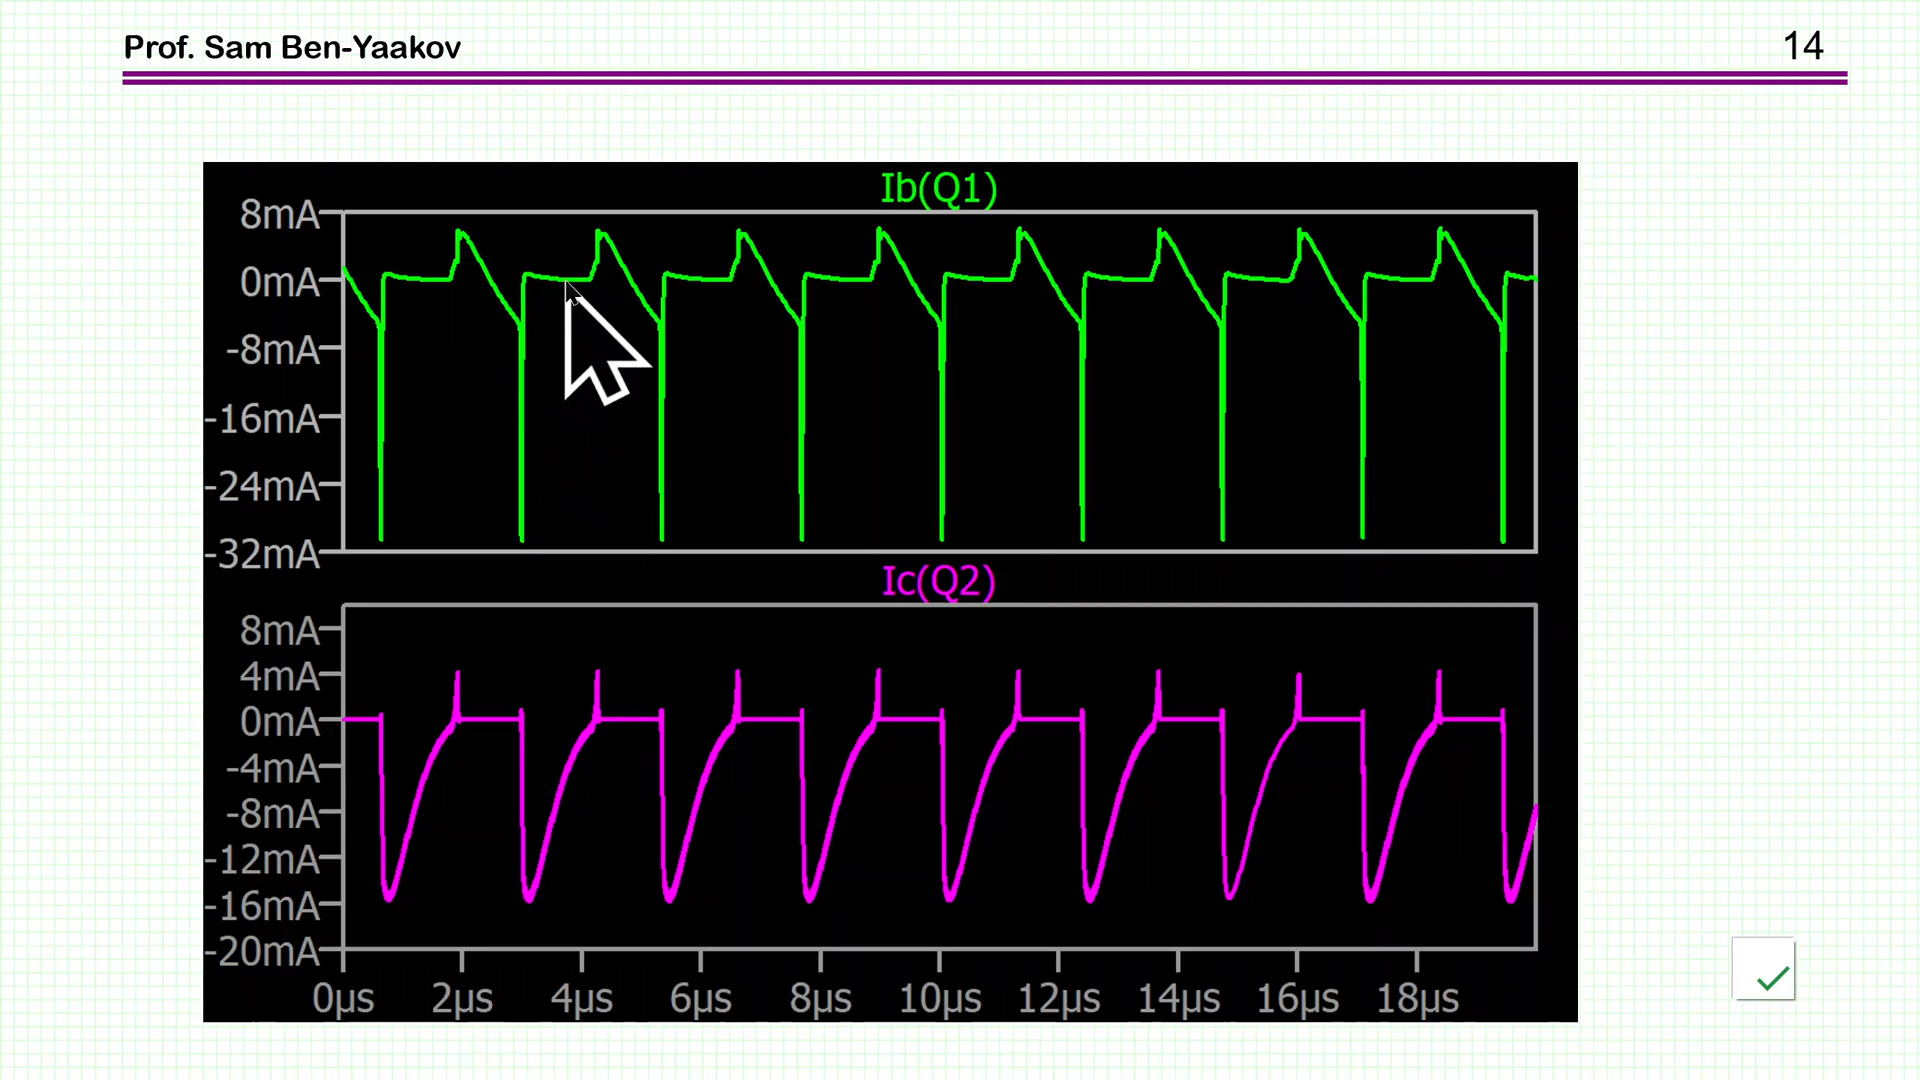 Prof. Sam Ben-Yaakov
14
Ib(Q1)
8mA
0mA
-8mA
-16mA
-24mA
-32mA
Ic(Q2)
8mA
4mA
0mA
-4mA
-8mA
-12mA
-16mA
-20mA
0µs 2µs 4µs 6µs 8µs 10µs 12µs 14µs 16µs 18µs